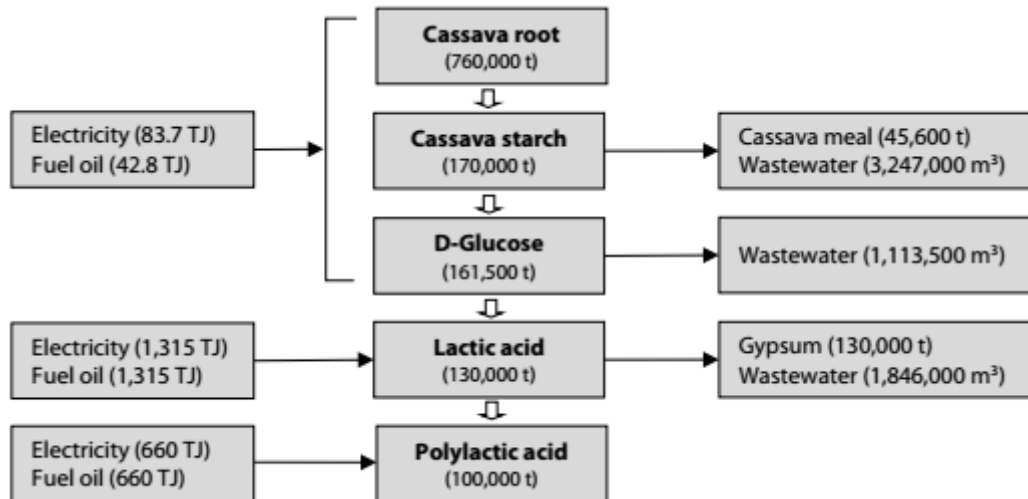 Cassava root
(760,000 t)
Electricity (83.7 TJ)
Fuel oil (42.8 TJ)
Cassava starch
(170,000 t)
Cassava meal (45,600 t)
Wastewater (3,247,000 m³)
D-Glucose
(161,500 t)
Wastewater (1,113,500 m³)
Electricity (1,315 TJ)
Fuel oil (1,315 TJ)
Lactic acid
(130,000 t)
Gypsum (130,000 t)
Wastewater (1,846,000 m³)
Electricity (660 TJ)
Fuel oil (660 TJ)
Polylactic acid
(100,000 t)